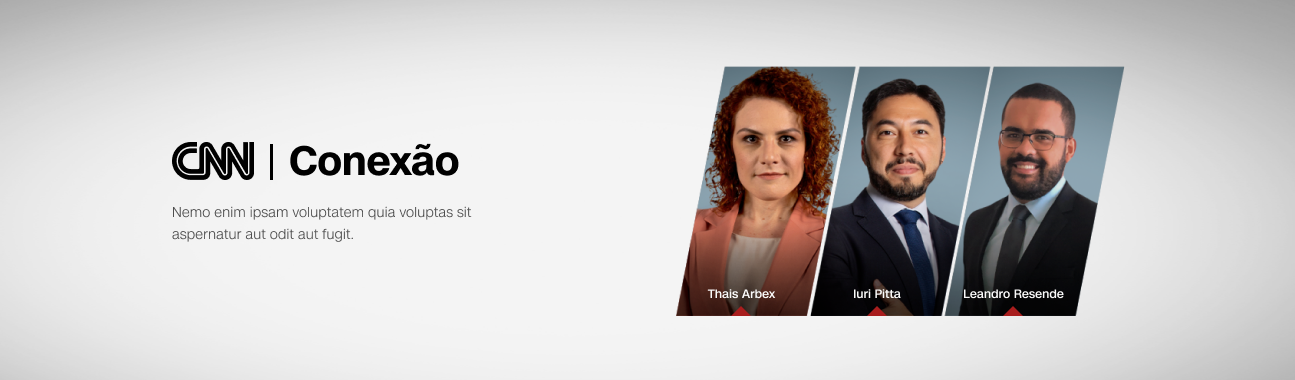 CNN | Conexão
Nemo enim ipsam voluptatem quia voluptas sit
aspernatur aut odit aut fugit.
Thais Arbex
Iuri Pitta
Leandro Resende